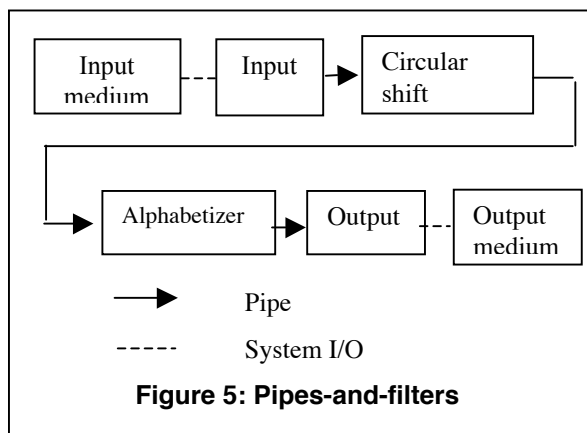 Input
medium
Input
Circular
shift
Alphabetizer
Output
Output
medium
Pipe
System I/O
Figure 5: Pipes-and-filters